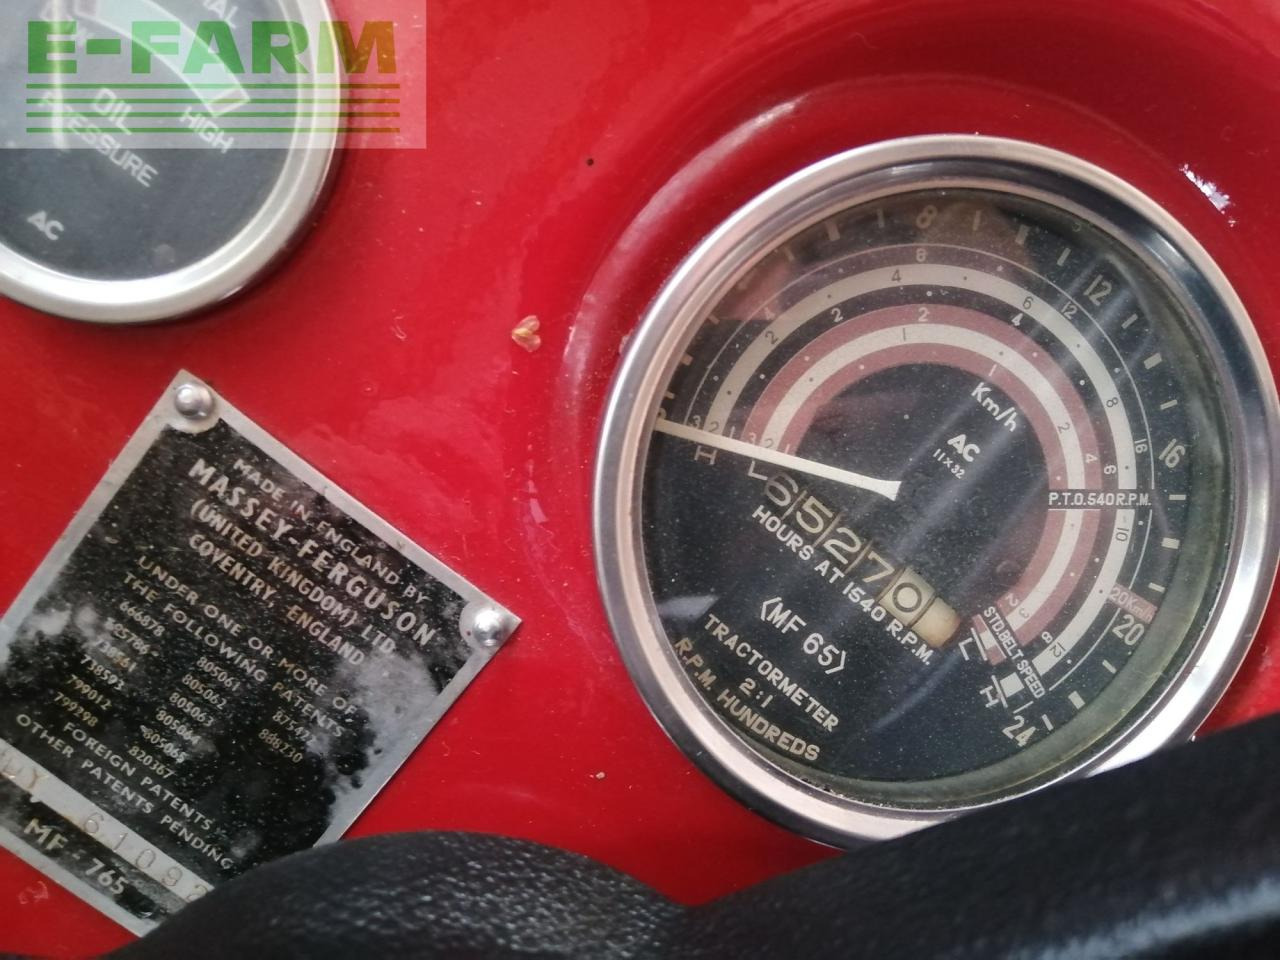 E-FARM
OIL
PRESSURE
HIGH
AC
MADE IN ENGLAND BY
MASSEY-FERGUSON
(UNITED KINGDOM) LTD.
COVENTRY, ENGLAND
UNDER ONE OR MORE OF
THE FOLLOWING PATENTS
666878 805061
805062
738593 805063
799012
799298 820367
FOREIGN PATENTS
OTHER PATENTS PENDING
MF - 765
8 12 16 20 24
Km/h
AC
11 X 32
P.T.O. 540 R.P.M.
20Km/h
65270
HOURS AT 1540 R.P.M.
STD. BELT SPEED
L
H
L
H
<MF 65>
TRACTORMETER
2:1
R.P.M. HUNDREDS